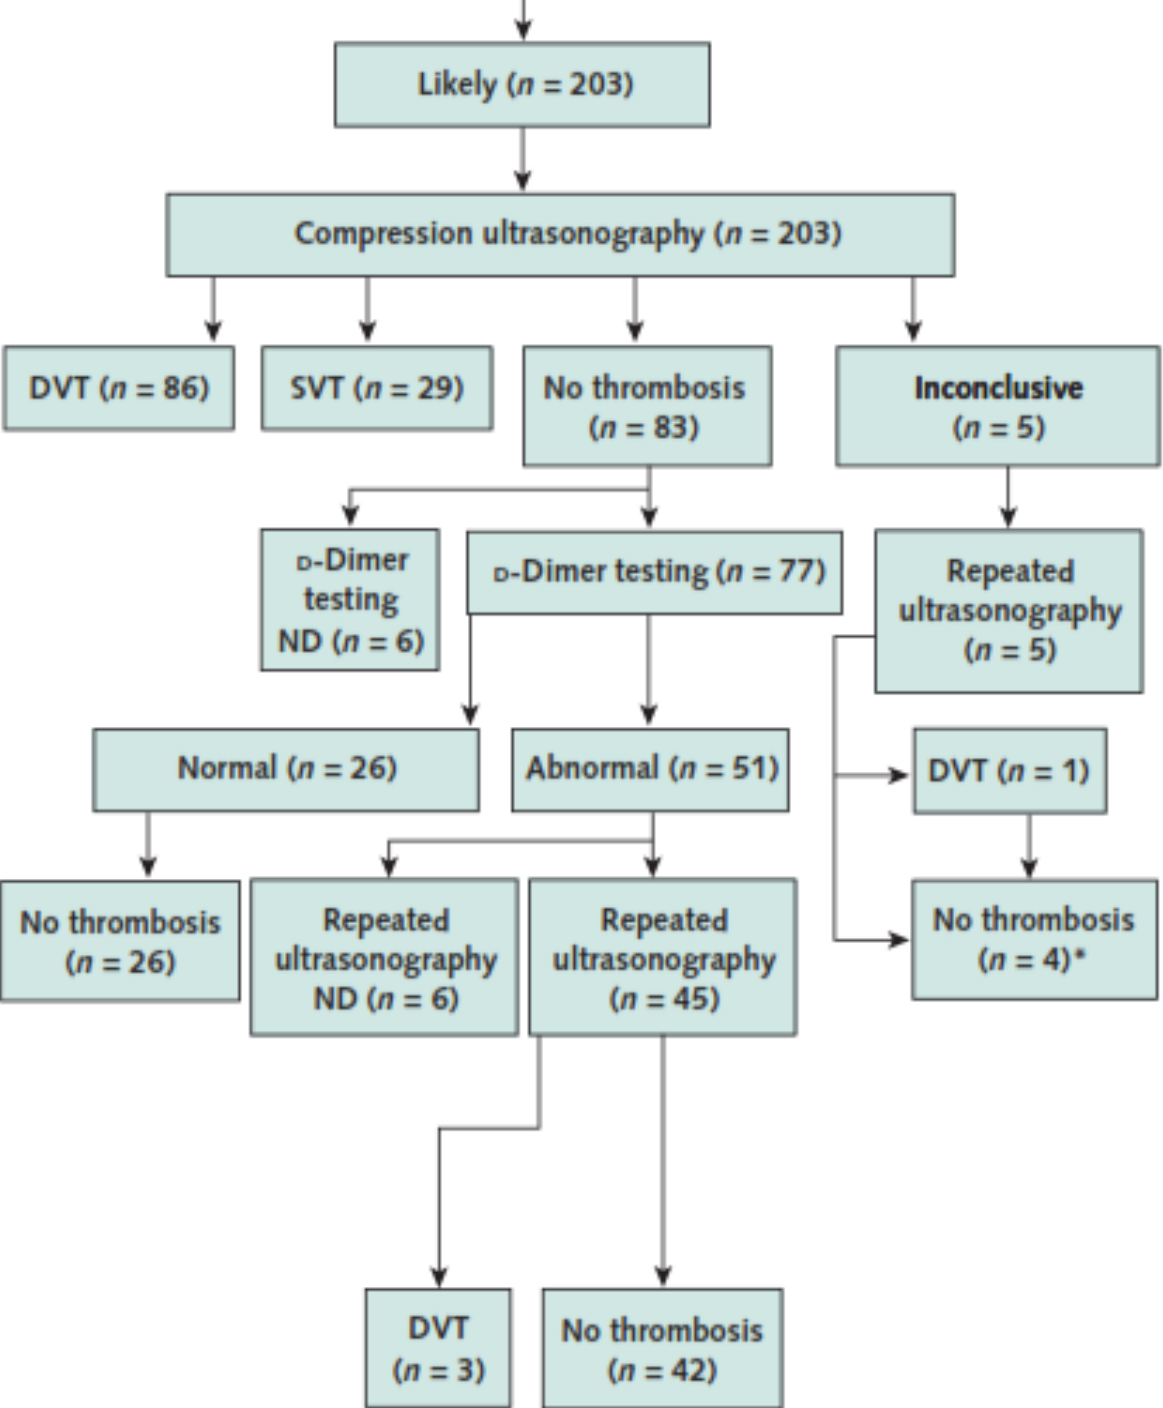 Likely (n = 203)
Compression ultrasonography (n = 203)
DVT (n = 86)
SVT (n = 29)
No thrombosis
(n = 83)
Inconclusive
(n = 5)
D-Dimer
testing
ND (n = 6)
D-Dimer testing (n = 77)
Repeated
ultrasonography
(n = 5)
Normal (n = 26)
Abnormal (n = 51)
DVT (n = 1)
No thrombosis
(n = 26)
Repeated
ultrasonography
ND (n = 6)
Repeated
ultrasonography
(n = 45)
No thrombosis
(n = 4)*
DVT
(n = 3)
No thrombosis
(n = 42)